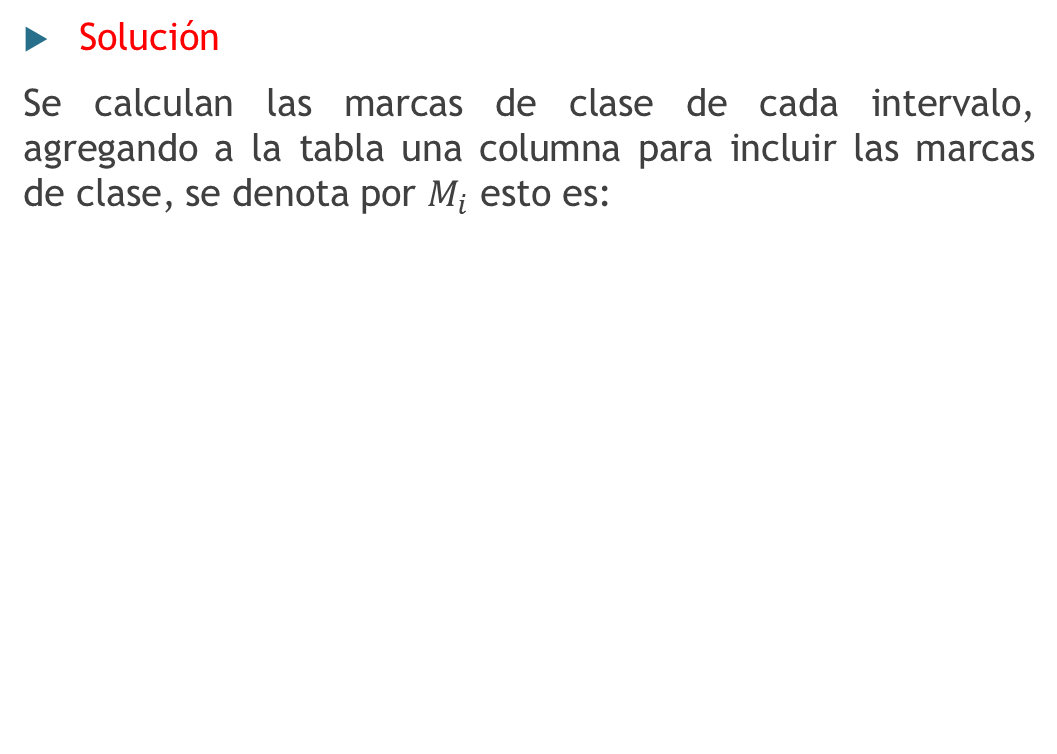 Solución
Se calculan las marcas de clase de cada intervalo,
agregando a la tabla una columna para incluir las marcas
de clase, se denota por $M_i$ esto es: